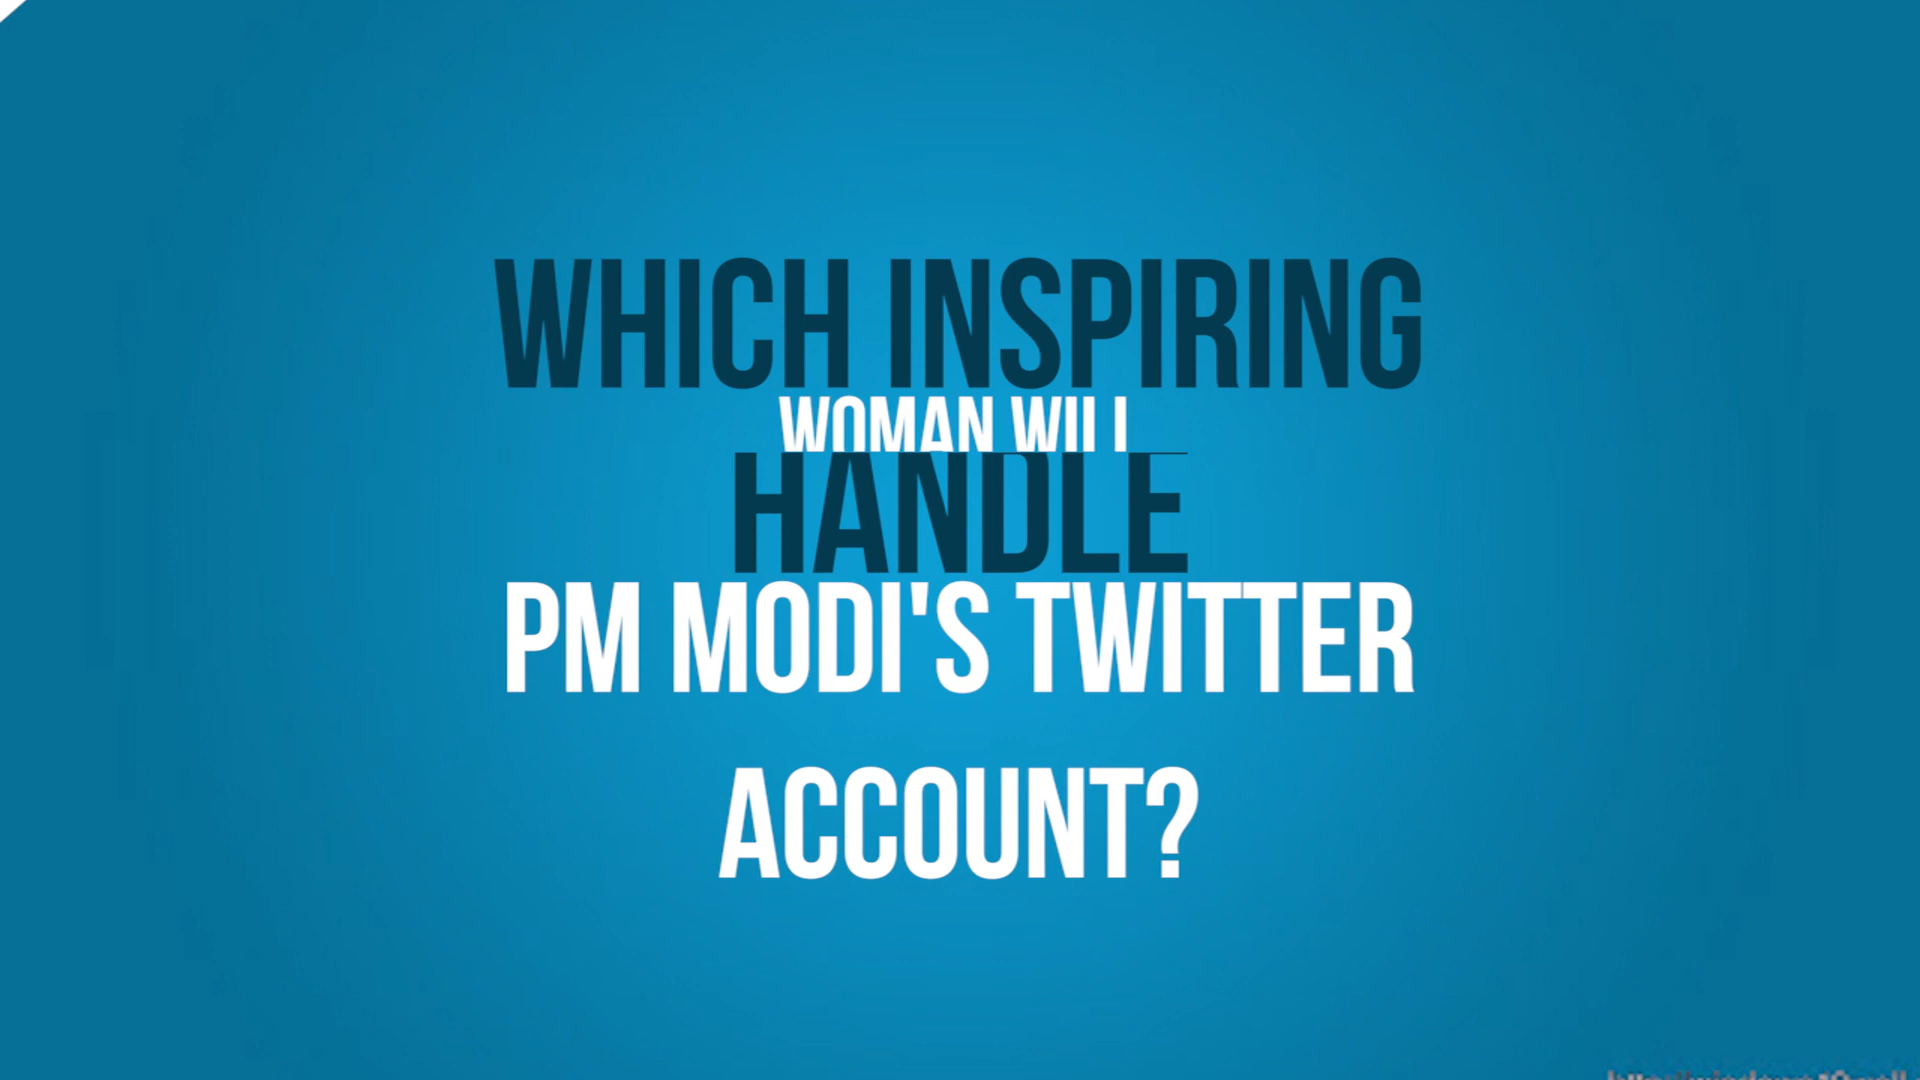 WHICH INSPIRING
WOMAN WILL
HANDLE
PM MODI'S TWITTER
ACCOUNT?